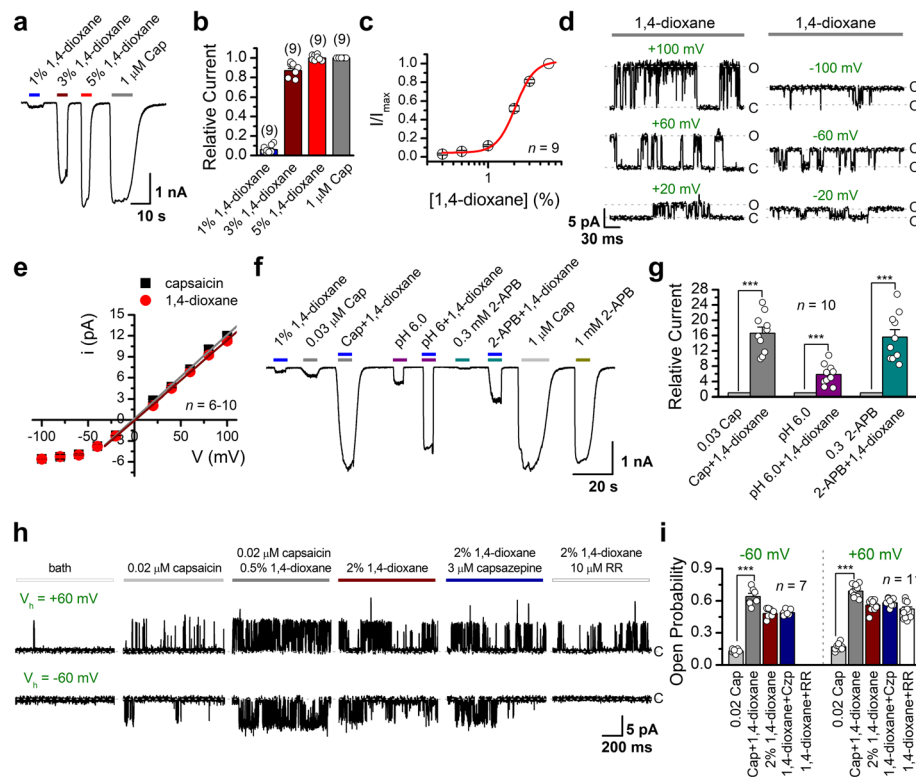 a
1% 1,4-dioxane
3% 1,4-dioxane
5% 1,4-dioxane
1 μM Cap
1 nA
10 s
b
Relative Current
1.0
0.8
0.6
0.4
0.2
0.0
(9)
(9)
(9)
(9)
1% 1,4-dioxane
3% 1,4-dioxane
5% 1,4-dioxane
1 μM Cap
c
I/Imax
1.0
0.8
0.6
0.4
0.2
0.0
n = 9
1
[1,4-dioxane] (%)
d
1,4-dioxane
1,4-dioxane
+100 mV
O
C
-100 mV
C
O
+60 mV
O
C
-60 mV
C
O
+20 mV
O
C
-20 mV
C
5 pA
30 ms
e
capsaicin
1,4-dioxane
i (pA)
15
12
9
6
3
0
-3
-6
-100
-50
0
50
100
n = 6-10
V (mV)
f
1% 1,4-dioxane
0.03 μM Cap
Cap+1,4-dioxane
pH 6.0
pH 6+1,4-dioxane
0.3 mM 2-APB
2-APB+1,4-dioxane
1 μM Cap
1 mM 2-APB
1 nA
20 s
g
Relative Current
28
24
20
16
12
8
4
0
***
***
***
n = 10
0.03 Cap
Cap+1,4-dioxane
pH 6.0
pH 6.0+1,4-dioxane
0.3 2-APB
2-APB+1,4-dioxane
h
bath
0.02 μM capsaicin
0.02 μM capsaicin
0.5% 1,4-dioxane
2% 1,4-dioxane
2% 1,4-dioxane
3 μM capsazepine
2% 1,4-dioxane
10 μM RR
Vh = +60 mV
C
Vh = -60 mV
C
5 pA
200 ms
i
Open Probability
0.9
0.6
0.3
0.0
-60 mV
+60 mV
***
***
n = 7
n = 1
0.02 Cap
Cap+1,4-dioxane
2% 1,4-dioxane
1,4-dioxane+Czp
1,4-dioxane+RR
0.02 Cap
Cap+1,4-dioxane
2% 1,4-dioxane
1,4-dioxane+Czp
1,4-dioxane+RR